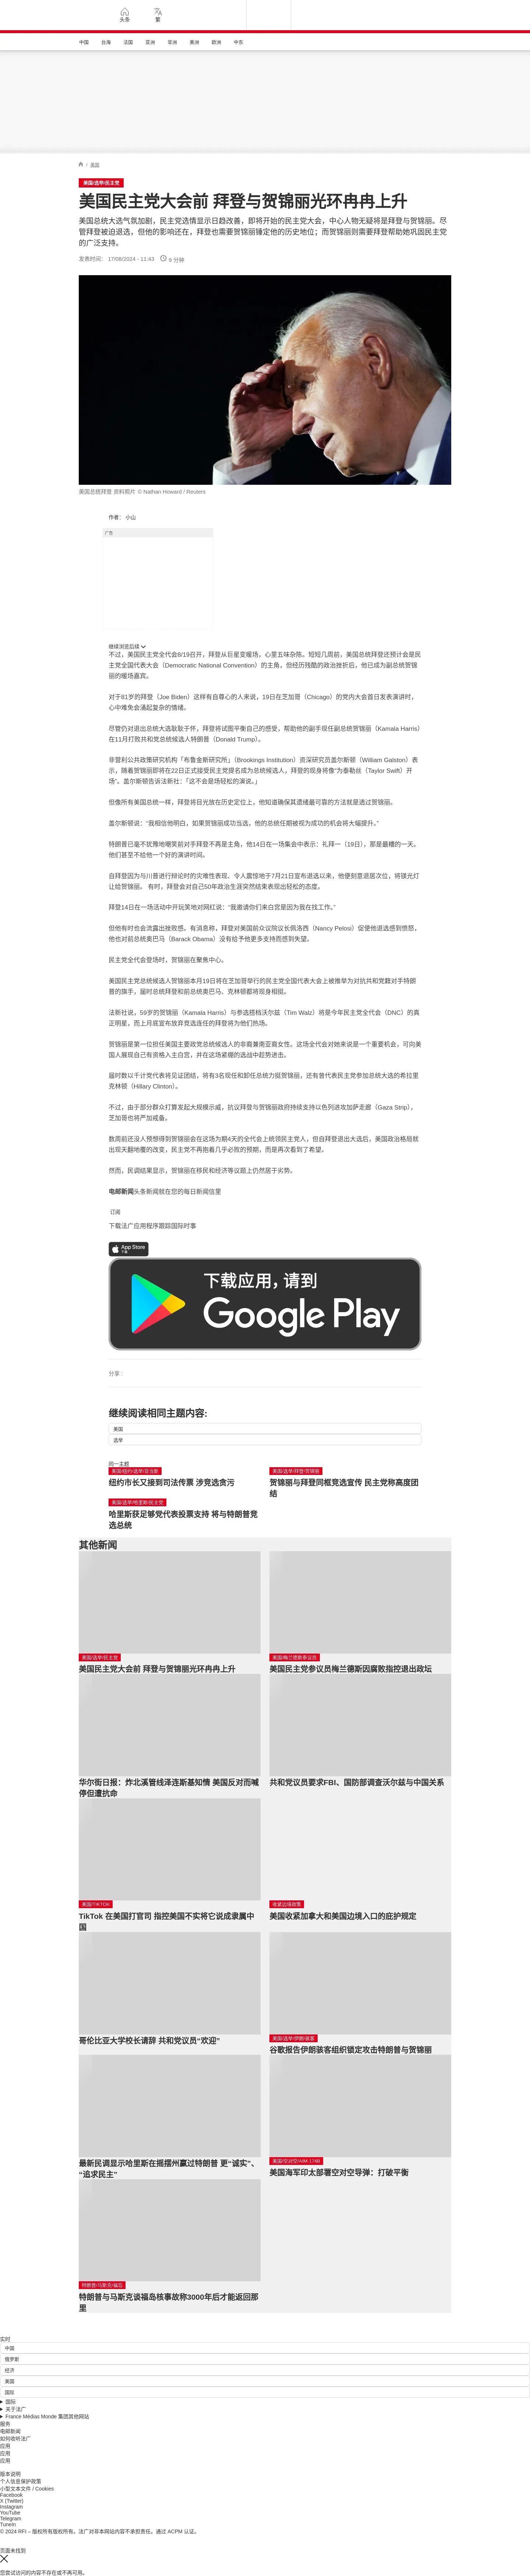 头条
繁
中国
台湾
法国
亚洲
非洲
美洲
欧洲
中东
/ 美国
美国/选举/民主党
美国民主党大会前 拜登与贺锦丽光环冉冉上升
美国总统大选气氛加剧，民主党选情显示日趋改善，即将开始的民主党大会，中心人物无疑将是拜登与贺锦丽。尽
管拜登被迫退选，但他的影响还在，拜登也需要贺锦丽锤定他的历史地位；而贺锦丽则需要拜登帮助她巩固民主党
的广泛支持。
发表时间： 17/08/2024 - 11:43 9 分钟
美国总统拜登 资料照片 © Nathan Howard / Reuters
作者： 小山
广告
继续浏览后续
不过，美国民主党全代会8/19召开，拜登从巨星变暖场，心里五味杂陈。短短几周前，美国总统拜登还预计会是民
主党全国代表大会（Democratic National Convention）的主角，但经历残酷的政治挫折后，他已成为副总统贺锦
丽的暖场嘉宾。
对于81岁的拜登（Joe Biden）这样有自尊心的人来说，19日在芝加哥（Chicago）的党内大会首日发表演讲时，
心中难免会涌起复杂的情绪。
尽管仍对退出总统大选耿耿于怀，拜登将试图平衡自己的感受，帮助他的副手现任副总统贺锦丽（Kamala Harris）
在11月打败共和党总统候选人特朗普（Donald Trump）。
非营利公共政策研究机构「布鲁金斯研究所」（Brookings Institution）资深研究员盖尔斯顿（William Galston）表
示，随着贺锦丽即将在22日正式接受民主党提名成为总统候选人，拜登的现身将像“为泰勒丝（Taylor Swift）开
场”。盖尔斯顿告诉法新社：「这不会是场轻松的演说。」
但像所有美国总统一样，拜登将目光放在历史定位上，他知道确保其遗绪最可靠的方法就是透过贺锦丽。
盖尔斯顿说：“我相信他明白，如果贺锦丽成功当选，他的总统任期被视为成功的机会将大幅提升。”
特朗普已毫不犹豫地嘲笑前对手拜登不再是主角，他14日在一场集会中表示：礼拜一（19日），那是最糟的一天。
他们甚至不给他一个好的演讲时间。
自拜登因为与川普进行辩论时的灾难性表现、令人震惊地于7月21日宣布退选以来，他便刻意退居次位，将镁光灯
让给贺锦丽。 有时，拜登会对自己50年政治生涯突然结束表现出轻松的态度。
拜登14日在一场活动中开玩笑地对网红说：“我邀请你们来白宫是因为我在找工作。”
但他有时也会流露出挫败感。有消息称，拜登对美国前众议院议长佩洛西（Nancy Pelosi）促使他退选感到愤怒，
他也对前总统奥巴马（Barack Obama）没有给予他更多支持而感到失望。
民主党全代会登场时，贺锦丽在聚焦中心。
美国民主党总统候选人贺锦丽本月19日将在芝加哥举行的民主党全国代表大会上被推举为对抗共和党籍对手特朗
普的旗手，届时总统拜登和前总统奥巴马、克林顿都将现身相挺。
法新社说，59岁的贺锦丽（Kamala Harris）与参选搭档沃尔兹（Tim Walz）将是今年民主党全代会（DNC）的真
正明星，而上月底宣布放弃竞选连任的拜登将为他们热场。
贺锦丽是第一位担任美国主要政党总统候选人的非裔兼南亚裔女性。这场全代会对她来说是一个重要机会，可向美
国人展现自己有资格入主白宫，并在这场紧绷的选战中趋势进击。
届时数以千计党代表将见证团结，将有3名现任和卸任总统力挺贺锦丽，还有曾代表民主党参加总统大选的希拉里
克林顿（Hillary Clinton）。
不过，由于部分群众打算发起大规模示威，抗议拜登与贺锦丽政府持续支持以色列进攻加萨走廊（Gaza Strip），
芝加哥也将严加戒备。
数周前还没人预想得到贺锦丽会在这场为期4天的全代会上统领民主党人，但自拜登退出大选后，美国政治格局就
出现天翻地覆的改变，民主党不再抱着几乎必败的预期，而是再次看到了希望。
然而，民调结果显示，贺锦丽在移民和经济等议题上仍然居于劣势。
电邮新闻头条新闻就在您的每日新闻信里
订阅
下载法广应用程序跟踪国际时事
App Store
下载
下载应用，请到
Google Play
分享 :
继续阅读相同主题内容:
美国
选举
同一主题
美国/纽约/选举/亚当斯
纽约市长又接到司法传票 涉竞选贪污
美国/选举/拜登/贺锦丽
贺锦丽与拜登同框竞选宣传 民主党称高度团
结
美国/选举/哈里斯/民主党
哈里斯获足够党代表投票支持 将与特朗普竞
选总统
其他新闻
美国/选举/民主党
美国民主党大会前 拜登与贺锦丽光环冉冉上升
美国/梅兰德斯参议员
美国民主党参议员梅兰德斯因腐败指控退出政坛
华尔街日报：炸北溪管线泽连斯基知情 美国反对而喊
停但遭抗命
共和党议员要求FBI、国防部调查沃尔兹与中国关系
美国/TIKTOK
TikTok 在美国打官司 指控美国不实将它说成隶属中
国
收紧边境政策
美国收紧加拿大和美国边境入口的庇护规定
哥伦比亚大学校长请辞 共和党议员“欢迎”
美国/选举/伊朗/骇客
谷歌报告伊朗骇客组织锁定攻击特朗普与贺锦丽
最新民调显示哈里斯在摇摆州赢过特朗普 更“诚实”、
“追求民主”
美国/空对空/AIM-174B
美国海军印太部署空对空导弹：打破平衡
特朗普/马斯克/福岛
特朗普与马斯克谈福岛核事故称3000年后才能返回那
里
实时
中国
俄罗斯
经济
美国
国际
国际
关于法广
France Médias Monde 集团其他网站
服务
电邮新闻
如何收听法广
应用
应用
应用
版本说明
个人信息保护政策
小型文本文件 / Cookies
Facebook
X (Twitter)
Instagram
YouTube
Telegram
TuneIn
© 2024 RFI – 版权所有版权所有。法广对非本网站内容不承担责任。通过 ACPM 认证。
页面未找到
您尝试访问的内容不存在或不再可用。